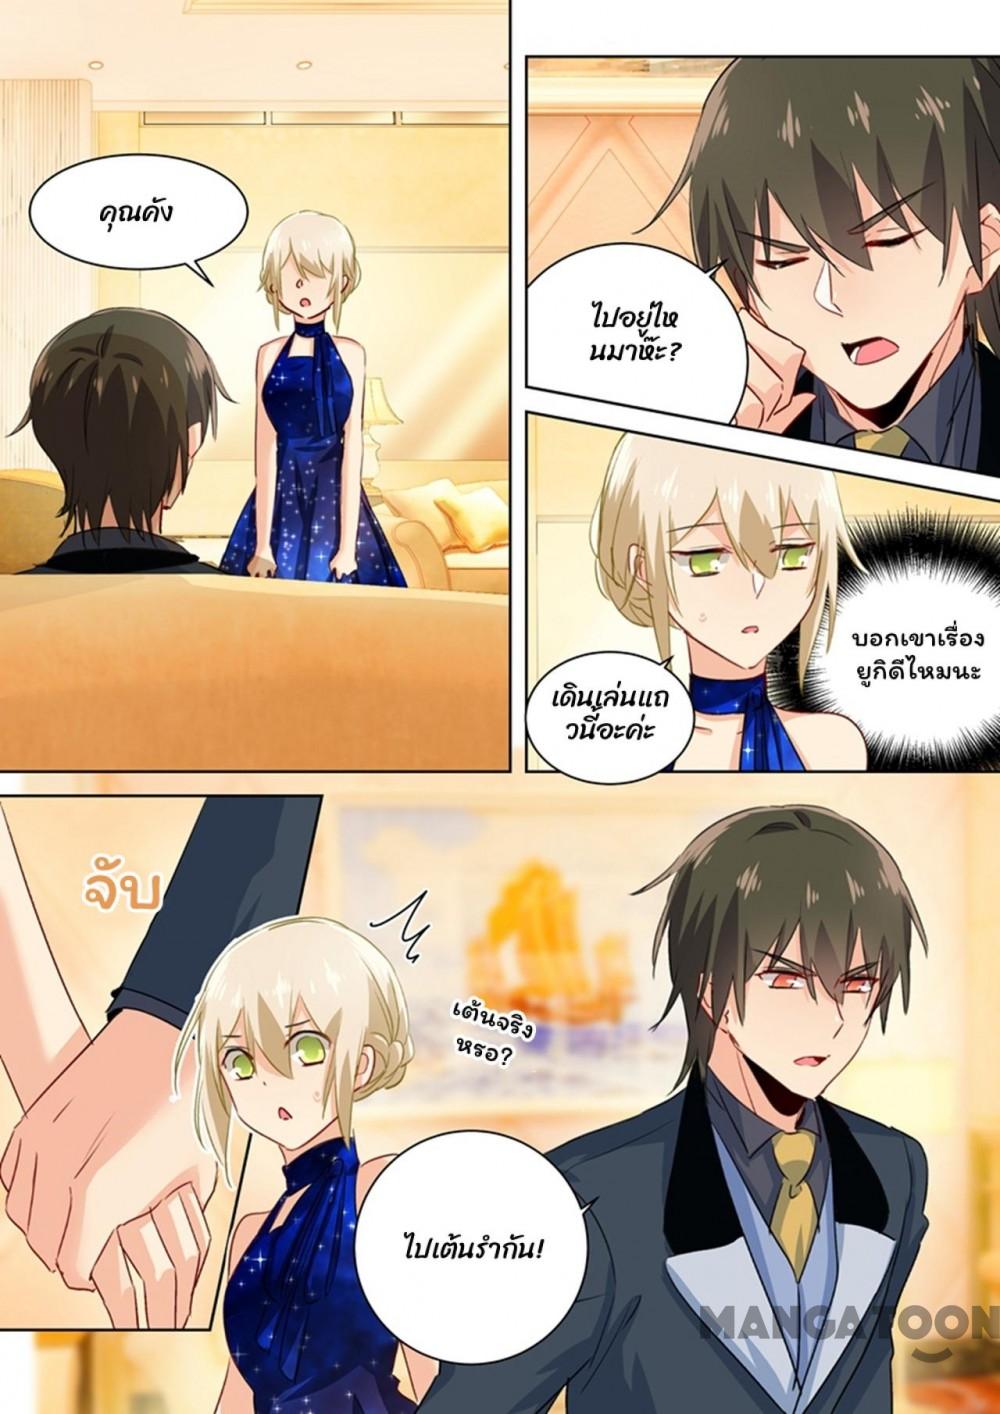 คุณคัง
ไปอยู่ไห
นมาห๊ะ?
บอกเขาเรื่อง
ยูกิดีไหมนะ
เดินเล่นแถ
วนี้อะค่ะ
จับ
เต้นจริง
หรอ?
ไปเต้นรำกัน!
MANGATOON